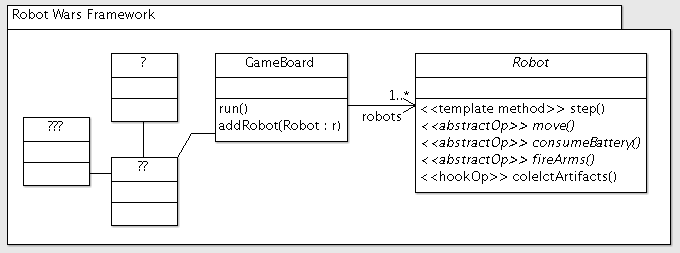 Robot Wars Framework
?
GameBoard
run()
addRobot(Robot : r)
1..*
robots
Robot
<<template method>> step()
<<abstractOp>> move()
<<abstractOp>> consumeBattery()
<<abstractOp>> fireArms()
<<hookOp>> colelctArtifacts()
???
??